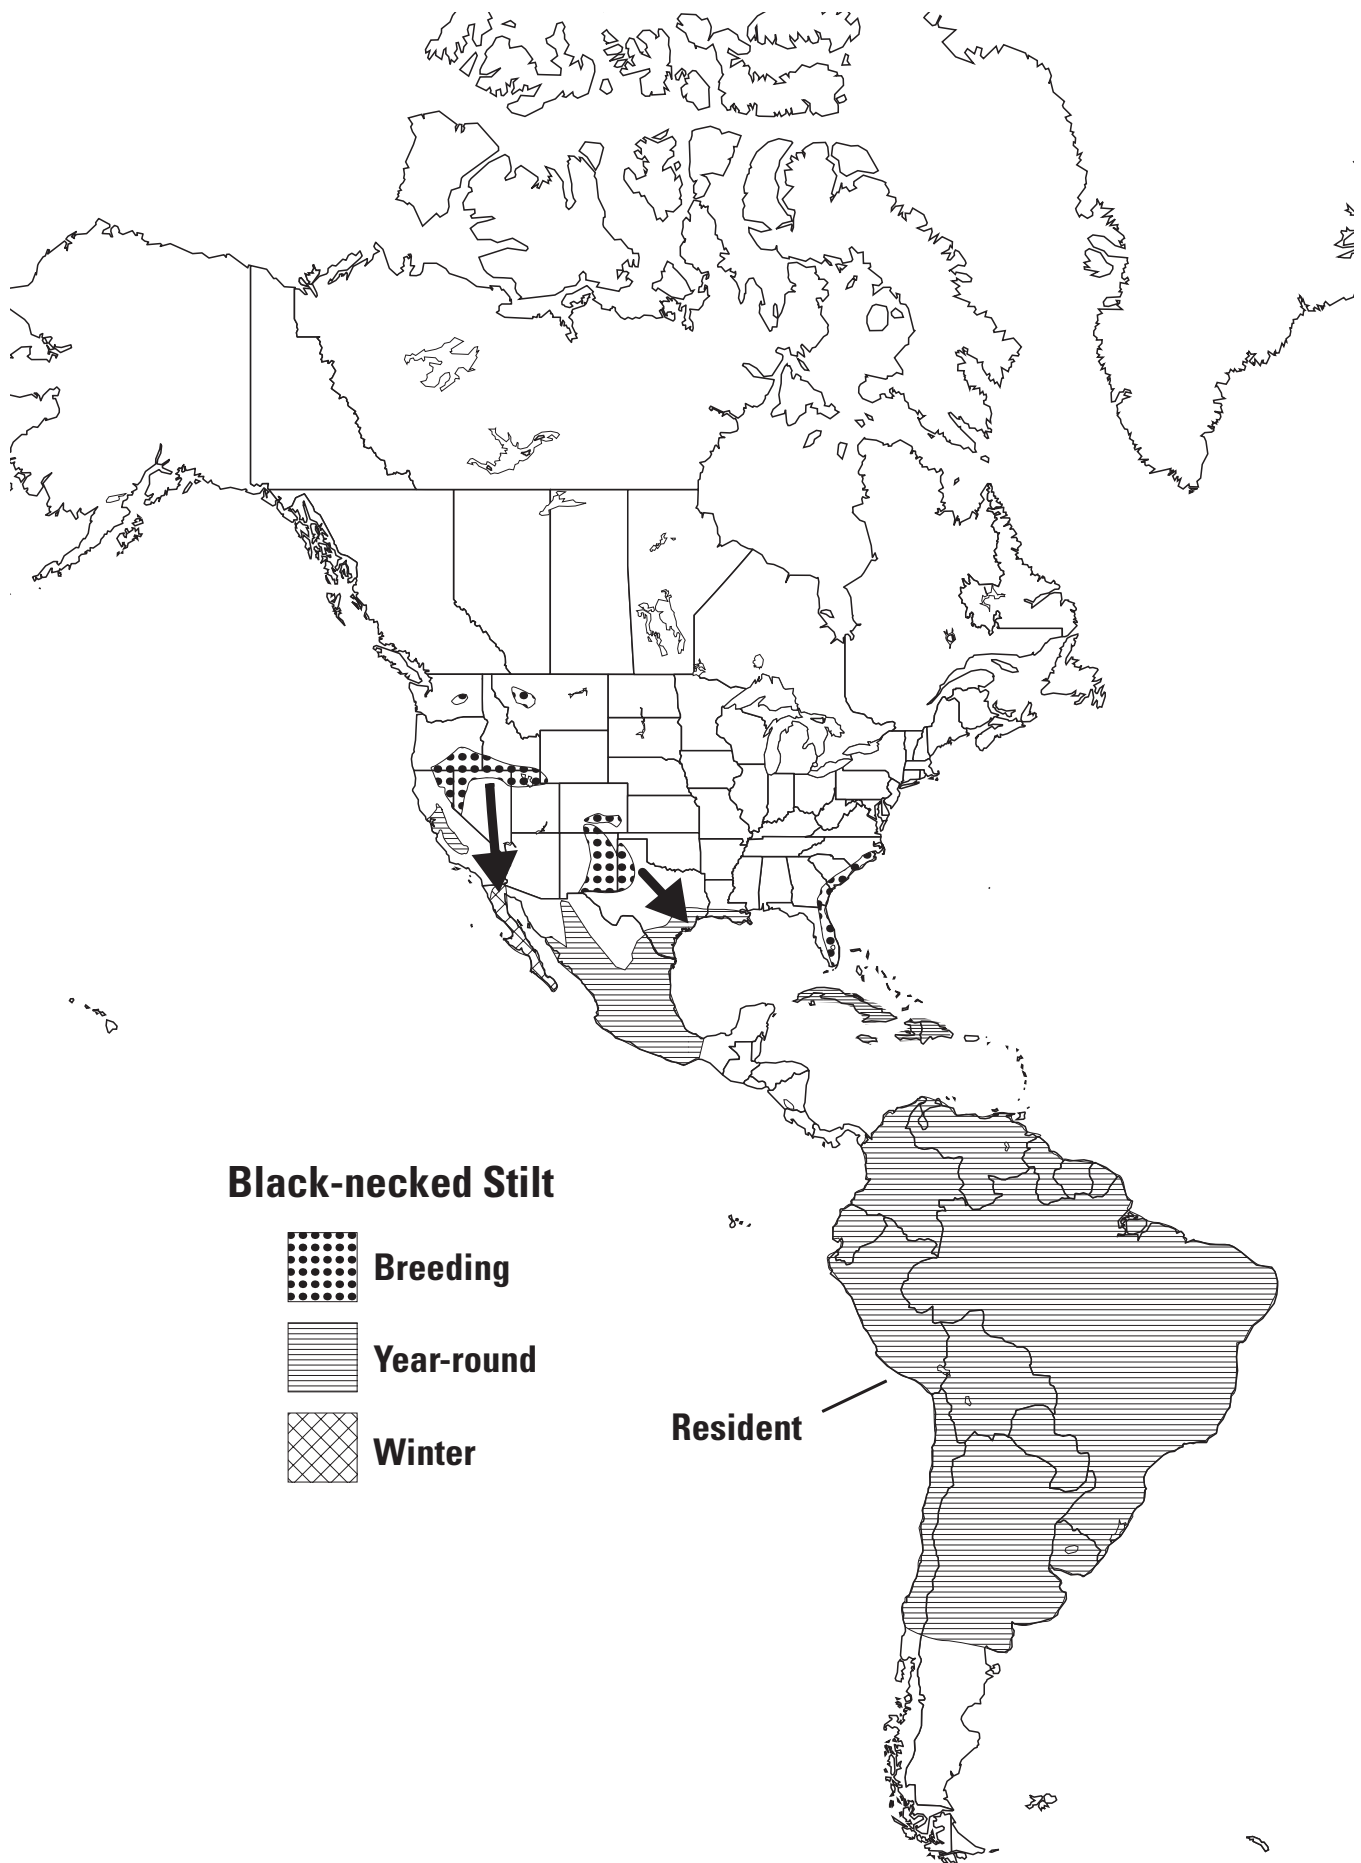 Black-necked Stilt
Breeding
Year-round
Winter
Resident